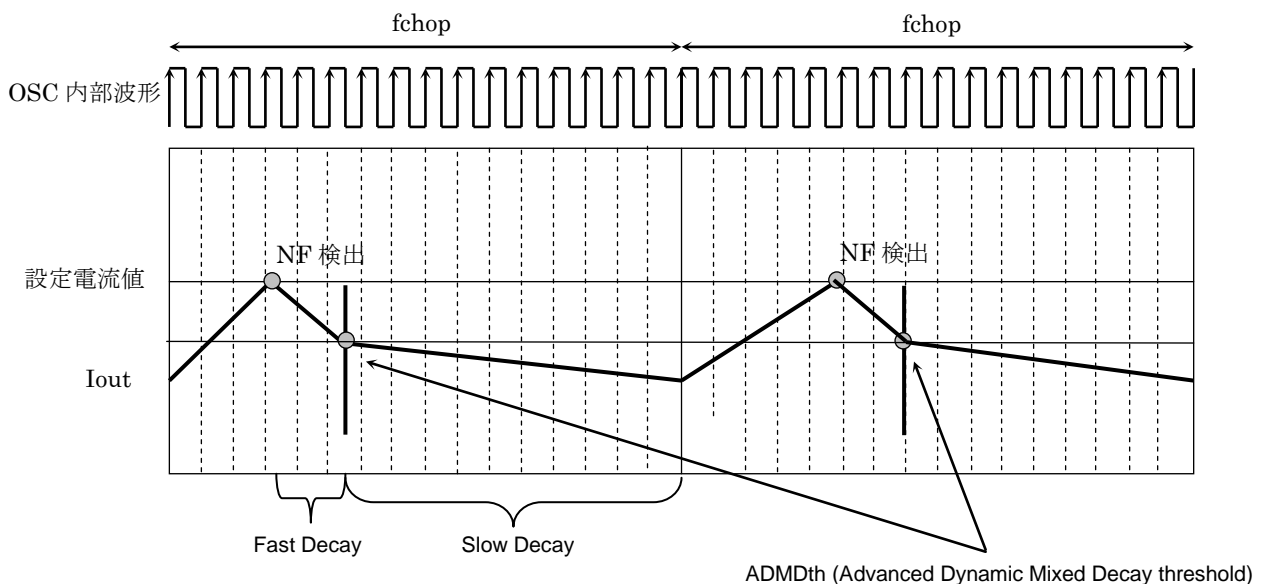 fchop
fchop
OSC 内部波形
NF 検出
NF 検出
設定電流値
Iout
Fast Decay
Slow Decay
ADMDth (Advanced Dynamic Mixed Decay threshold)